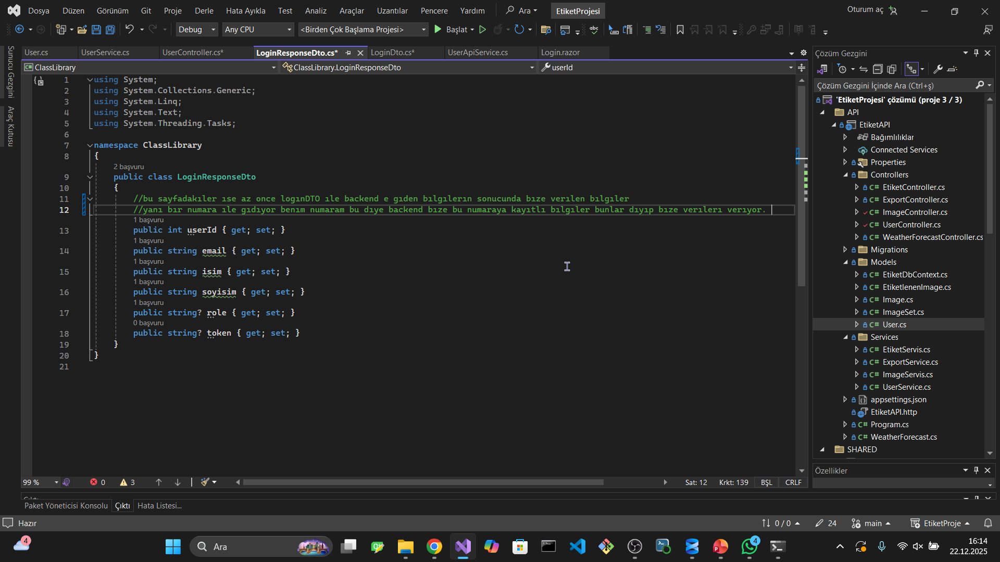 Dosya Düzen Görünüm Git Proje Derle Hata Ayıkla Test Analiz Araçlar Uzantılar Pencere Yardım Ara EtiketProjesi Oturum aç
Debug Any CPU <Birden Çok Başlama Projesi> Başlat
Sunucu Gezgini
Araç Kutusu
User.cs UserService.cs UserController.cs* LoginResponseDto.cs* LoginDto.cs* UserApiService.cs Login.razor
ClassLibrary ClassLibrary.LoginResponseDto userId
1 using System;
2 using System.Collections.Generic;
3 using System.Linq;
4 using System.Text;
5 using System.Threading.Tasks;
6
7 namespace ClassLibrary
8 {
2 başvuru
9 public class LoginResponseDto
10 {
11 //bu sayfadakıler ıse az once logınDTO ıle backend e gıden bılgılerın sonucunda bıze verılen bılgıler
12 //yanı bır numara ıle gıdıyor benım numaram bu dıye backend bıze bu numaraya kayıtlı bılgıler bunlar dıyıp bıze verılerı verıyor.
1 başvuru
13 public int userId { get; set; }
1 başvuru
14 public string email { get; set; }
1 başvuru
15 public string isim { get; set; }
1 başvuru
16 public string soyisim { get; set; }
1 başvuru
17 public string? role { get; set; }
0 başvuru
18 public string? token { get; set; }
19 }
20 }
21
99 % 0 3 Sat: 12 Krkt: 139 BŞL CRLF
Paket Yöneticisi Konsolu Çıktı Hata Listesi...
Çözüm Gezgini
Çözüm Gezgini İçinde Ara (Ctrl+ş)
'EtiketProjesi' çözümü (proje 3 / 3)
API
EtiketAPI
Bağımlılıklar
Connected Services
Properties
Controllers
C# EtiketController.cs
C# ExportController.cs
C# ImageController.cs
C# UserController.cs
C# WeatherForecastController.cs
Migrations
Models
C# EtiketDbContext.cs
C# EtiketlenenImage.cs
C# Image.cs
C# ImageSet.cs
C# User.cs
Services
C# EtiketServis.cs
C# ExportService.cs
C# ImageServis.cs
C# UserService.cs
appsettings.json
EtiketAPI.http
C# Program.cs
C# WeatherForecast.cs
SHARED
Özellikler
Hazır 0 / 0 24 main EtiketProje
4 Ara 4 16:14
22.12.2025